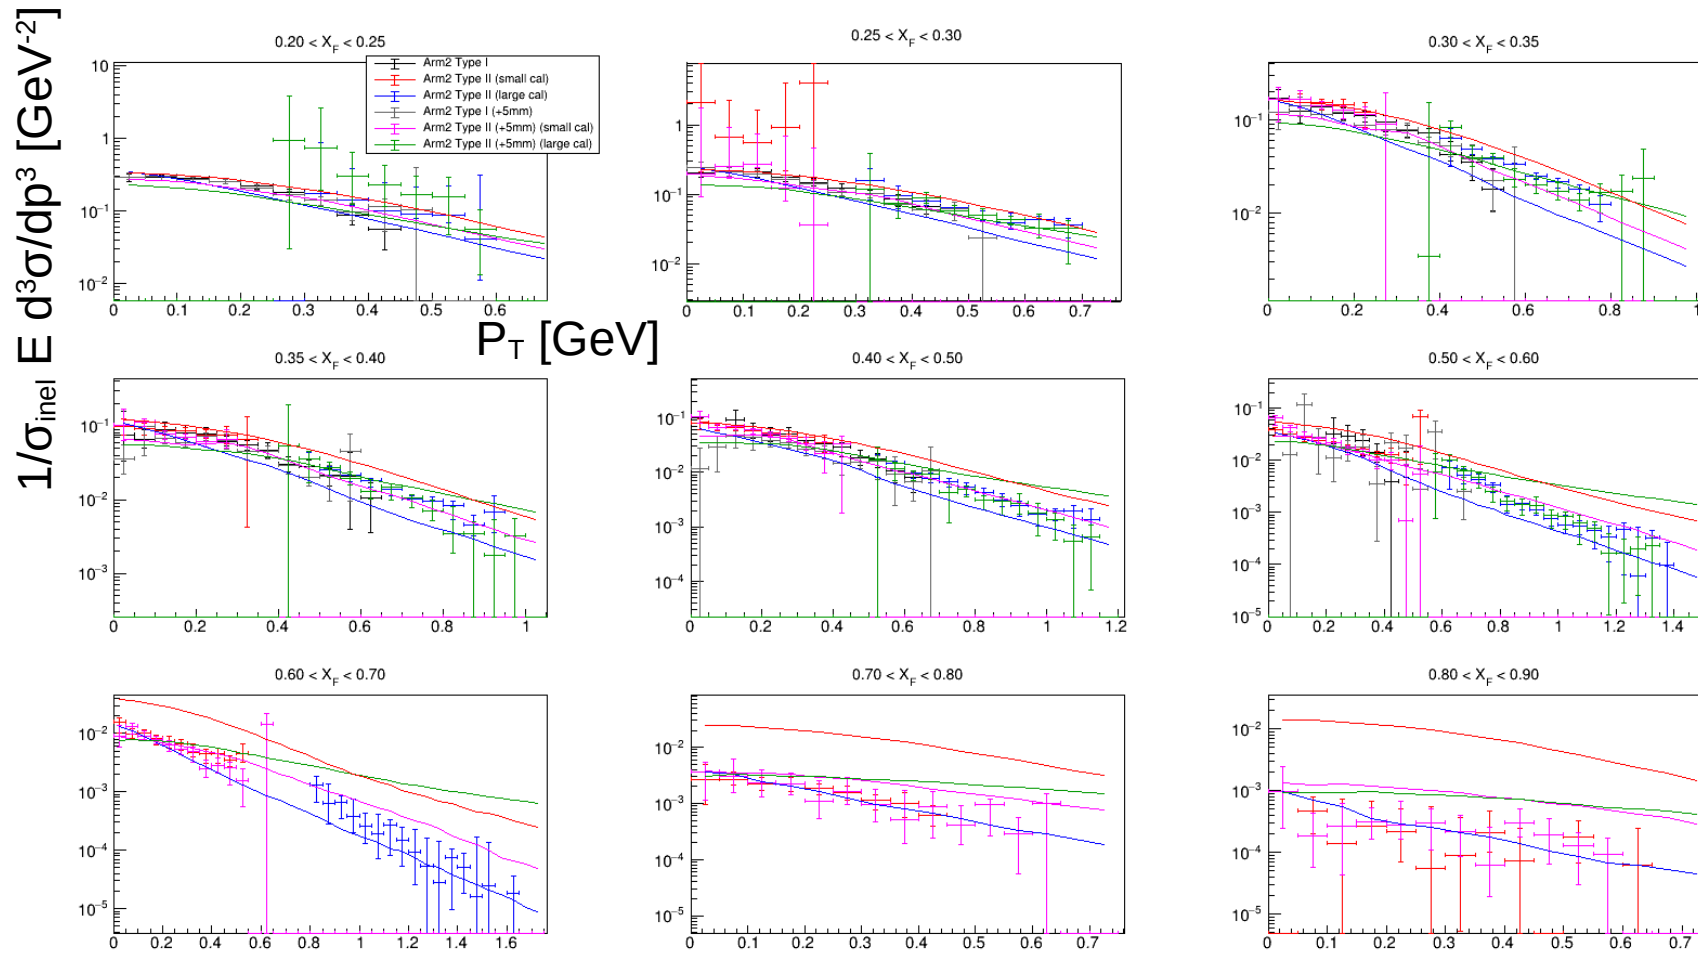 1/σinel E d³σ/dp³ [GeV⁻²]
0.20 < XF < 0.25
0.25 < XF < 0.30
0.30 < XF < 0.35
Arm2 Type I
Arm2 Type II (small cal)
Arm2 Type II (large cal)
Arm2 Type I (+5mm)
Arm2 Type II (+5mm) (small cal)
Arm2 Type II (+5mm) (large cal)
10
1
10⁻¹
10⁻²
0 0.1 0.2 0.3 0.4 0.5 0.6
1
10⁻¹
10⁻²
0 0.1 0.2 0.3 0.4 0.5 0.6 0.7
10⁻¹
10⁻²
0 0.2 0.4 0.6 0.8 1
PT [GeV]
0.35 < XF < 0.40
0.40 < XF < 0.50
0.50 < XF < 0.60
10⁻¹
10⁻²
10⁻³
0 0.2 0.4 0.6 0.8 1
10⁻¹
10⁻²
10⁻³
10⁻⁴
0 0.2 0.4 0.6 0.8 1 1.2
10⁻¹
10⁻²
10⁻³
10⁻⁴
10⁻⁵
0 0.2 0.4 0.6 0.8 1 1.2 1.4
0.60 < XF < 0.70
0.70 < XF < 0.80
0.80 < XF < 0.90
10⁻²
10⁻³
10⁻⁴
10⁻⁵
0 0.2 0.4 0.6 0.8 1 1.2 1.4 1.6
10⁻²
10⁻³
10⁻⁴
10⁻⁵
0 0.1 0.2 0.3 0.4 0.5 0.6 0.7
10⁻²
10⁻³
10⁻⁴
10⁻⁵
0 0.1 0.2 0.3 0.4 0.5 0.6 0.7